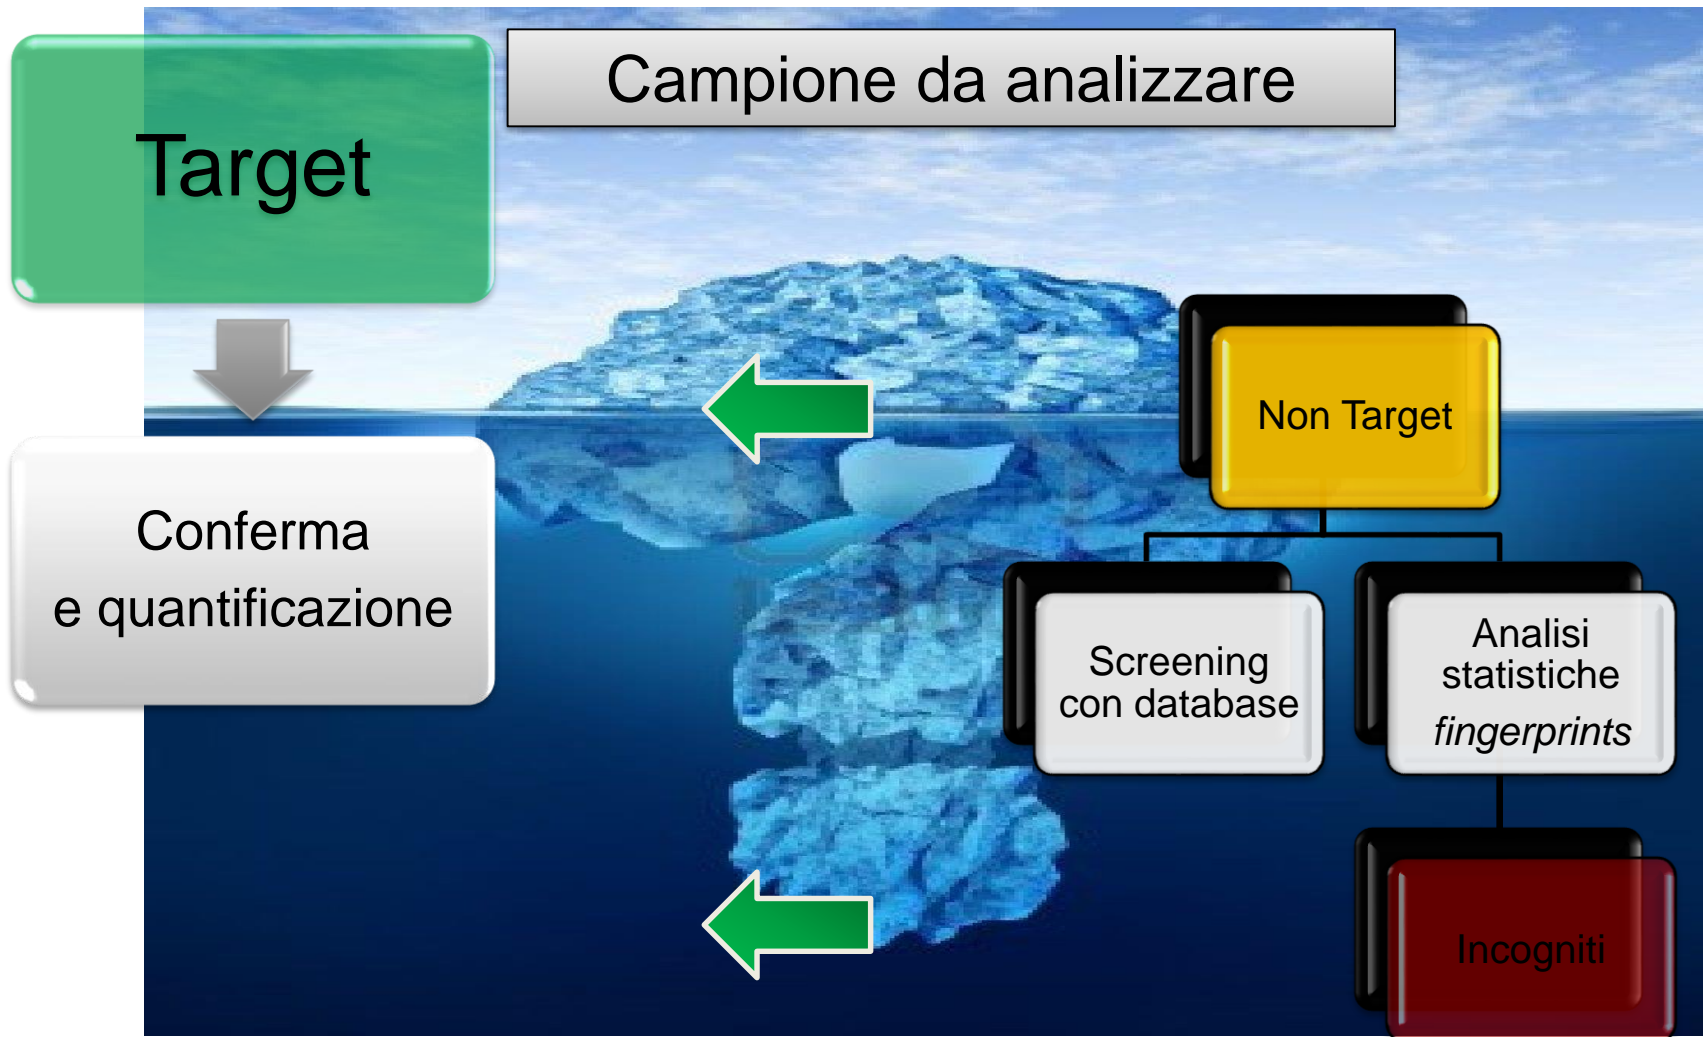 Campione da analizzare
Target
Conferma
e quantificazione
Non Target
Screening
con database
Analisi
statistiche
fingerprints
Incogniti